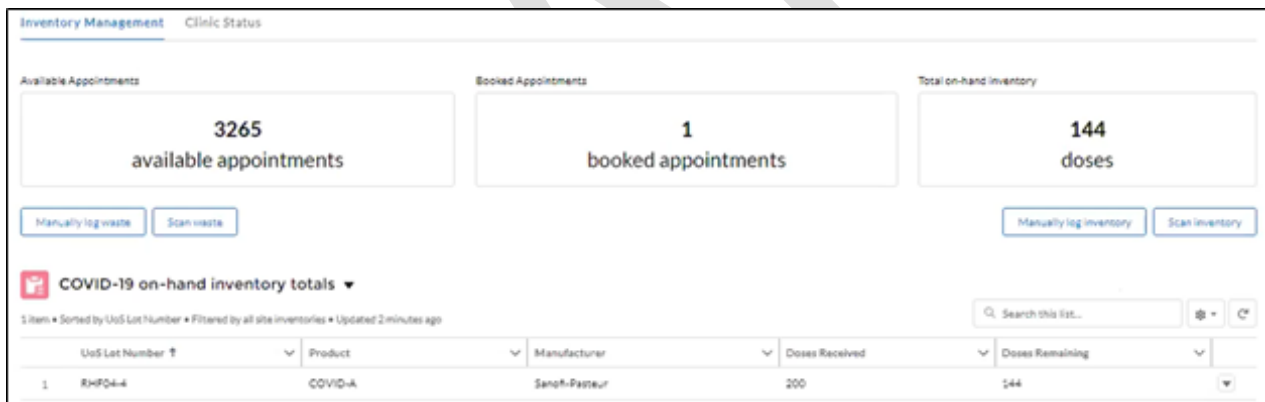 Inventory Management Clinic Status
Available Appointments Booked Appointments Total on-hand inventory
3265 1 144
available appointments booked appointments doses
Manually log waste Scan waste Manually log inventory Scan inventory
COVID-19 on-hand inventory totals
Search this list...
1 item • Sorted by UoS Lot Number • Filtered by all site inventories • Updated 2 minutes ago
UoS Lot Number Product Manufacturer Doses Received Doses Remaining
1 RHF04-4 COVID-A Sanofi-Pasteur 200 144